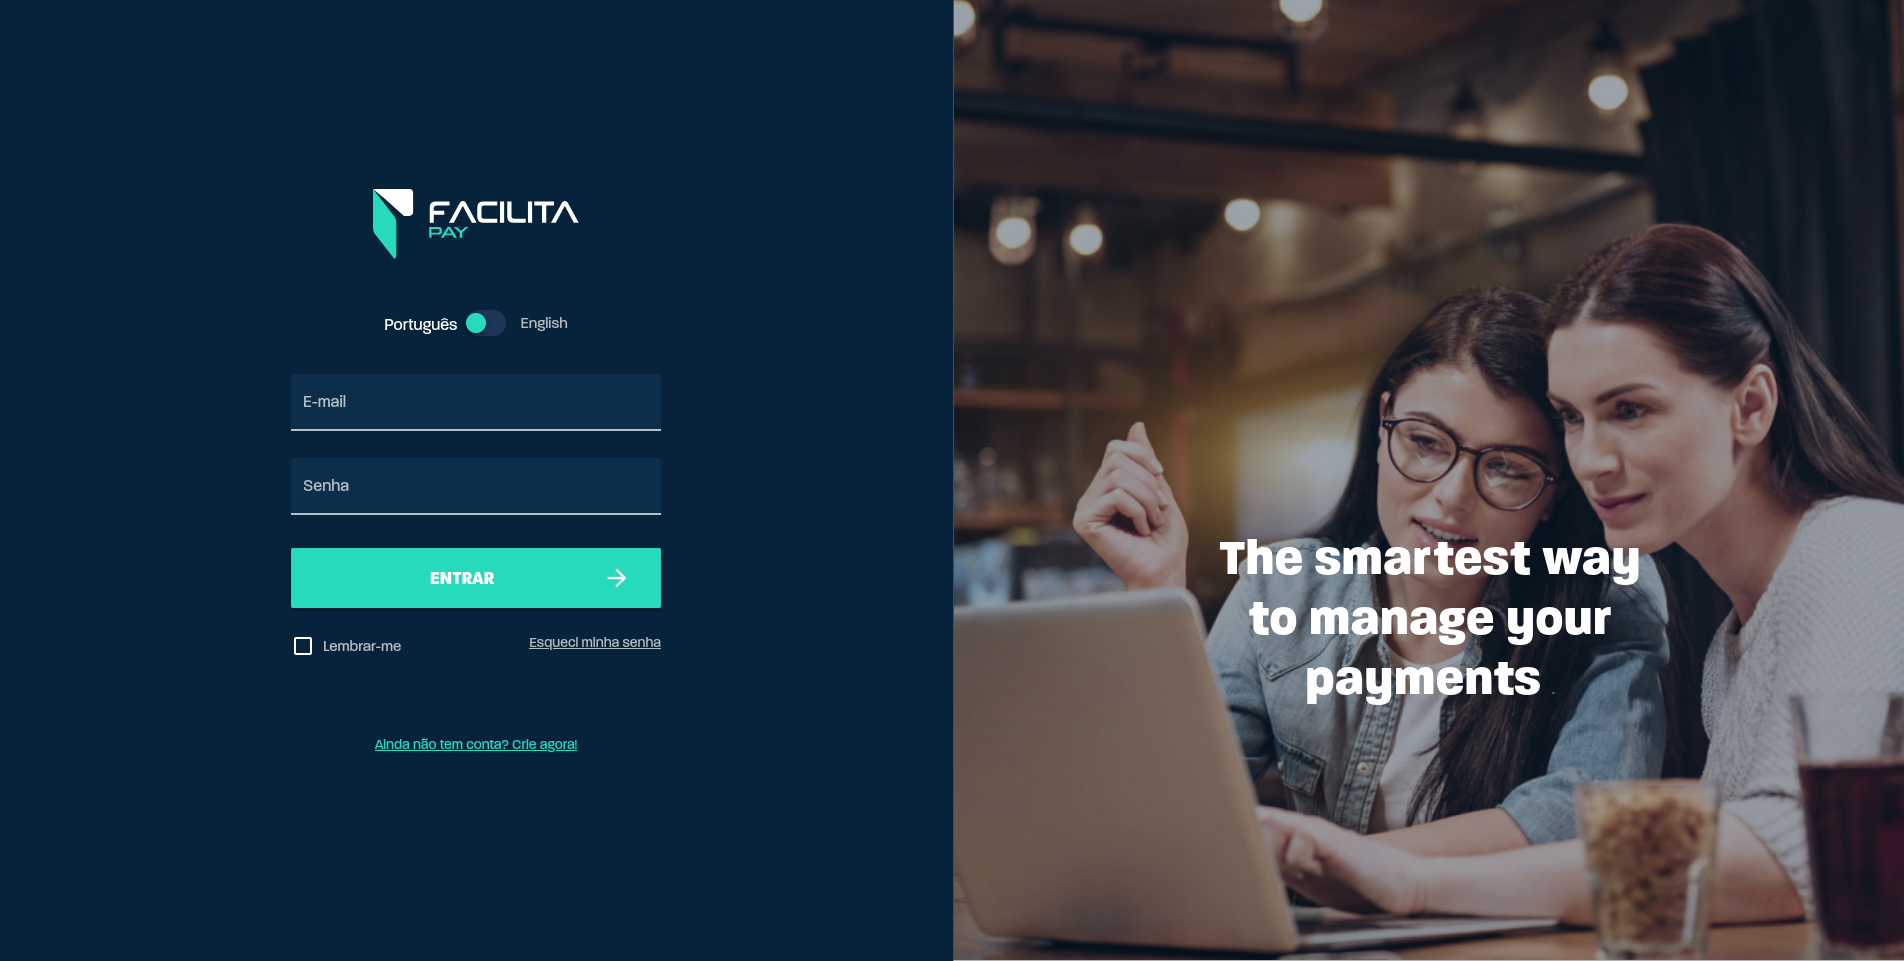 FACILITA
PAY
Português English
E-mail
Senha
ENTRAR
Lembrar-me Esqueci minha senha
Ainda não tem conta? Crie agora!
The smartest way
to manage your
payments